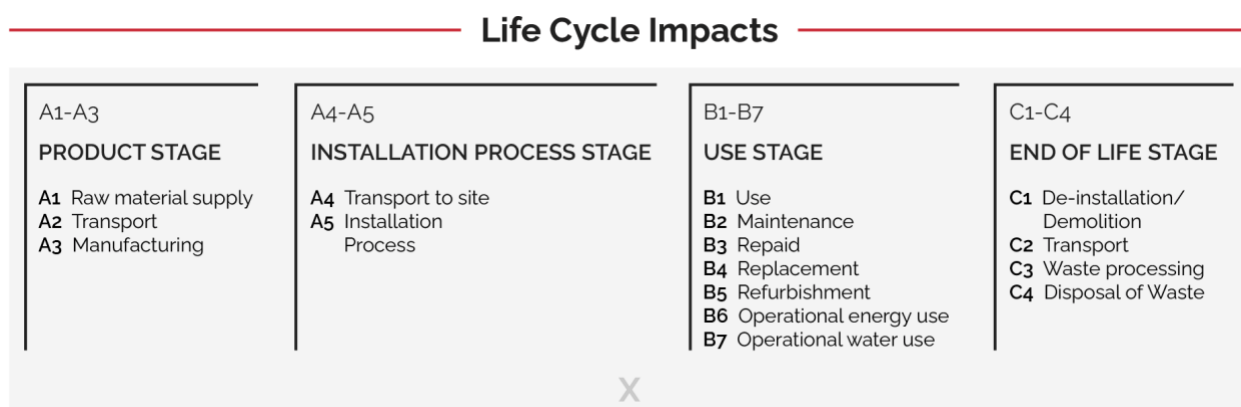 Life Cycle Impacts
A1-A3
PRODUCT STAGE
A1 Raw material supply
A2 Transport
A3 Manufacturing
A4-A5
INSTALLATION PROCESS STAGE
A4 Transport to site
A5 Installation
Process
B1-B7
USE STAGE
B1 Use
B2 Maintenance
B3 Repaid
B4 Replacement
B5 Refurbishment
B6 Operational energy use
B7 Operational water use
C1-C4
END OF LIFE STAGE
C1 De-installation/
Demolition
C2 Transport
C3 Waste processing
C4 Disposal of Waste
X